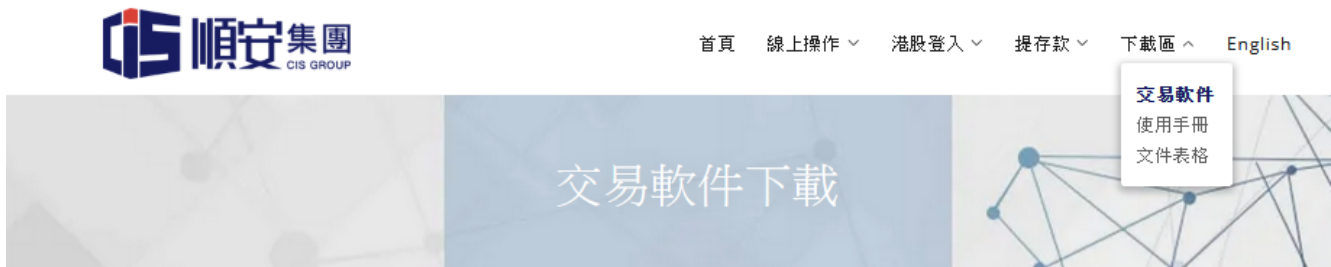 CIS 順安集團
CIS GROUP
首頁 線上操作 港股登入 提存款 下載區 English
交易軟件
使用手冊
文件表格
交易軟件下載